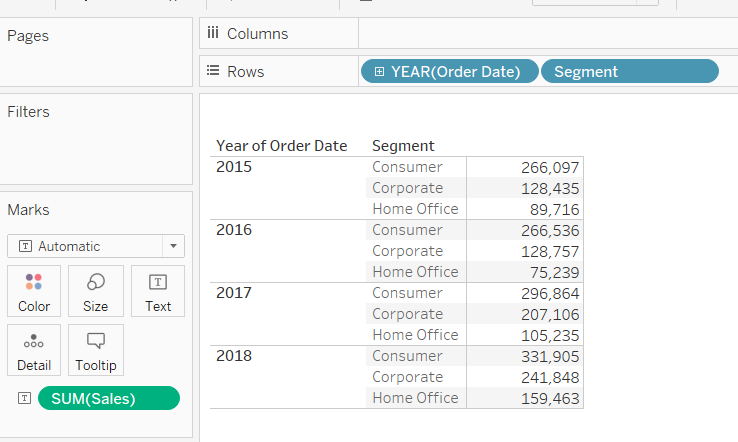 Pages
Columns
Rows
YEAR(Order Date)
Segment
Filters
Marks
Automatic
Color Size Text
Detail Tooltip
SUM(Sales)
Year of Order Date Segment
2015 Consumer 266,097
Corporate 128,435
Home Office 89,716
2016 Consumer 266,536
Corporate 128,757
Home Office 75,239
2017 Consumer 296,864
Corporate 207,106
Home Office 105,235
2018 Consumer 331,905
Corporate 241,848
Home Office 159,463